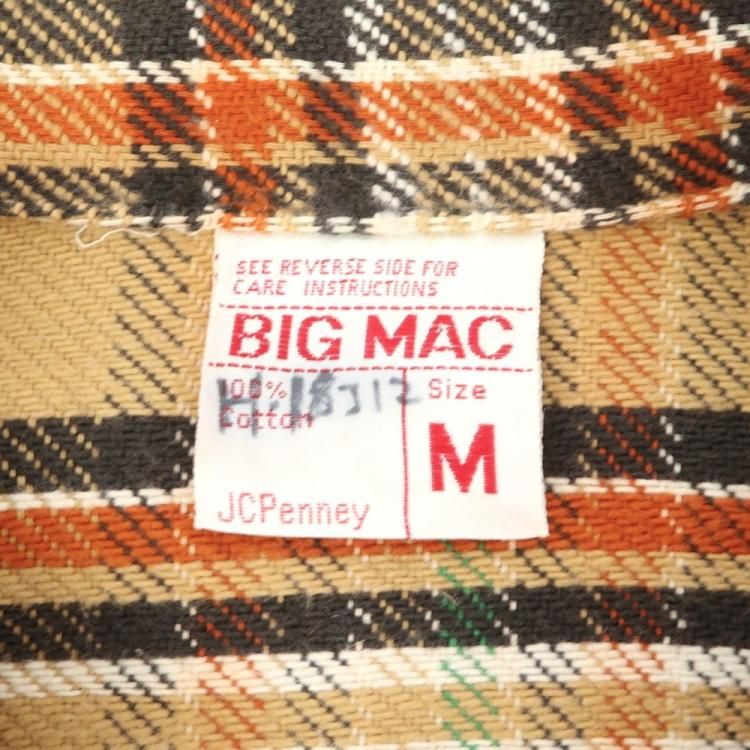 SEE REVERSE SIDE FOR
CARE INSTRUCTIONS
BIG MAC
100%
Cotton
Size
M
JCPenney